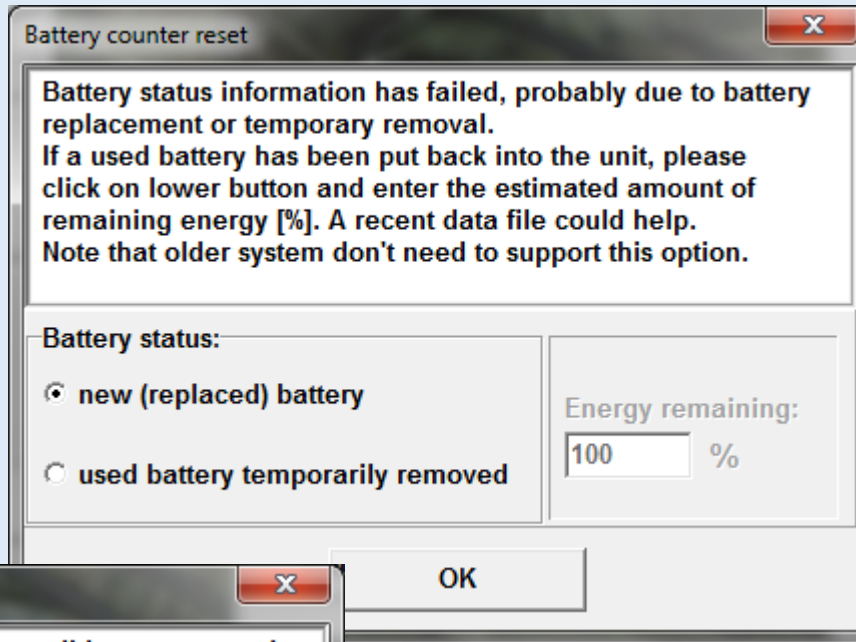 Battery counter reset
Battery status information has failed, probably due to battery
replacement or temporary removal.
If a used battery has been put back into the unit, please
click on lower button and enter the estimated amount of
remaining energy [%]. A recent data file could help.
Note that older system don't need to support this option.
Battery status:
new (replaced) battery
used battery temporarily removed
Energy remaining:
100 %
OK